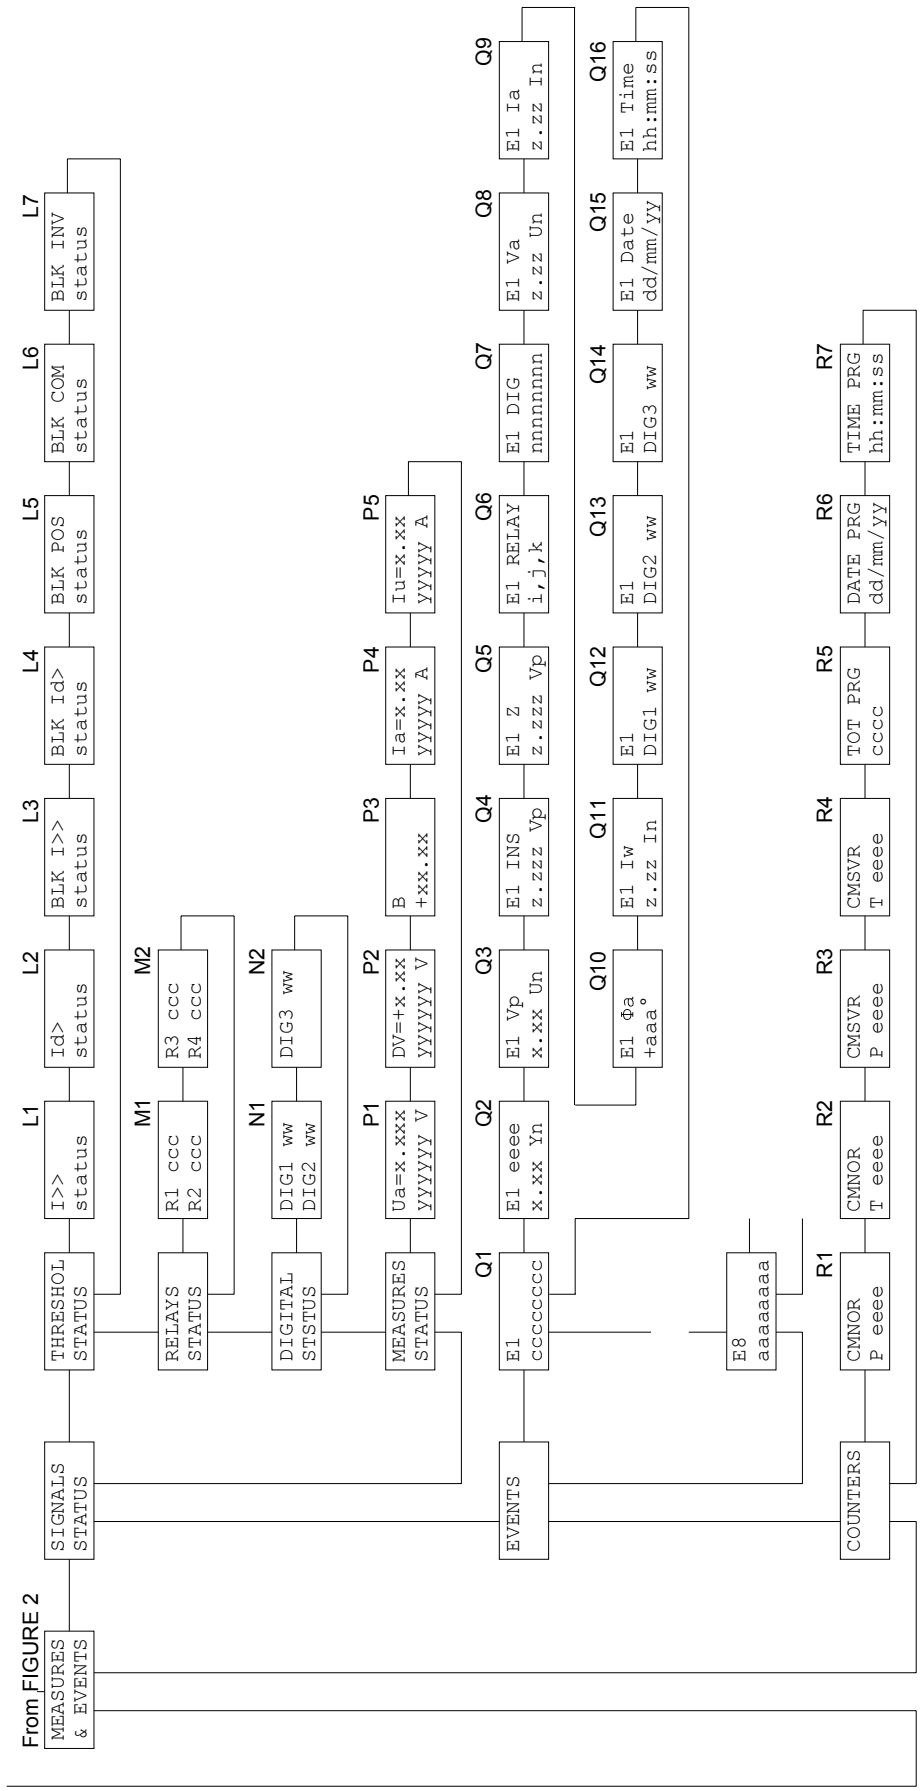 From FIGURE 2
MEASURES
& EVENTS
SIGNALS
STATUS
THRESHOL
STATUS
L1
I>>
status
L2
Id>
status
L3
BLK I>>
status
L4
BLK Id>
status
L5
BLK POS
status
L6
BLK COM
status
L7
BLK INV
status
RELAYS
STATUS
M1
R1 ccc
R2 ccc
M2
R3 ccc
R4 ccc
DIGITAL
STSTUS
N1
DIG1 ww
DIG2 ww
N2
DIG3 ww
MEASURES
STATUS
P1
Ua=x.xxx
yyyyyy V
P2
DV=+x.xx
yyyyyy V
P3
B
+xx.xx
P4
Ia=x.xx
yyyyy A
P5
Iu=x.xx
yyyyy A
EVENTS
Q1
E1
cccccccc
Q2
E1 eeee
x.xx Yn
Q3
E1 Vp
x.xx Un
Q4
E1 INS
z.zzz Vp
Q5
E1 Z
z.zzz Vp
Q6
E1 RELAY
i,j,k
Q7
E1 DIG
nnnnnnnn
Q8
E1 Va
z.zz Un
Q9
E1 Ia
z.zz In
Q10
E1 Φa
+aaa°
Q11
E1 Iw
z.zz In
Q12
E1
DIG1 ww
Q13
E1
DIG2 ww
Q14
E1
DIG3 ww
Q15
E1 Date
dd/mm/yy
Q16
E1 Time
hh:mm:ss
E8
aaaaaaaa
COUNTERS
R1
CMNOR
P eeee
R2
CMNOR
T eeee
R3
CMSVR
P eeee
R4
CMSVR
T eeee
R5
TOT PRG
cccc
R6
DATE PRG
dd/mm/yy
R7
TIME PRG
hh:mm:ss